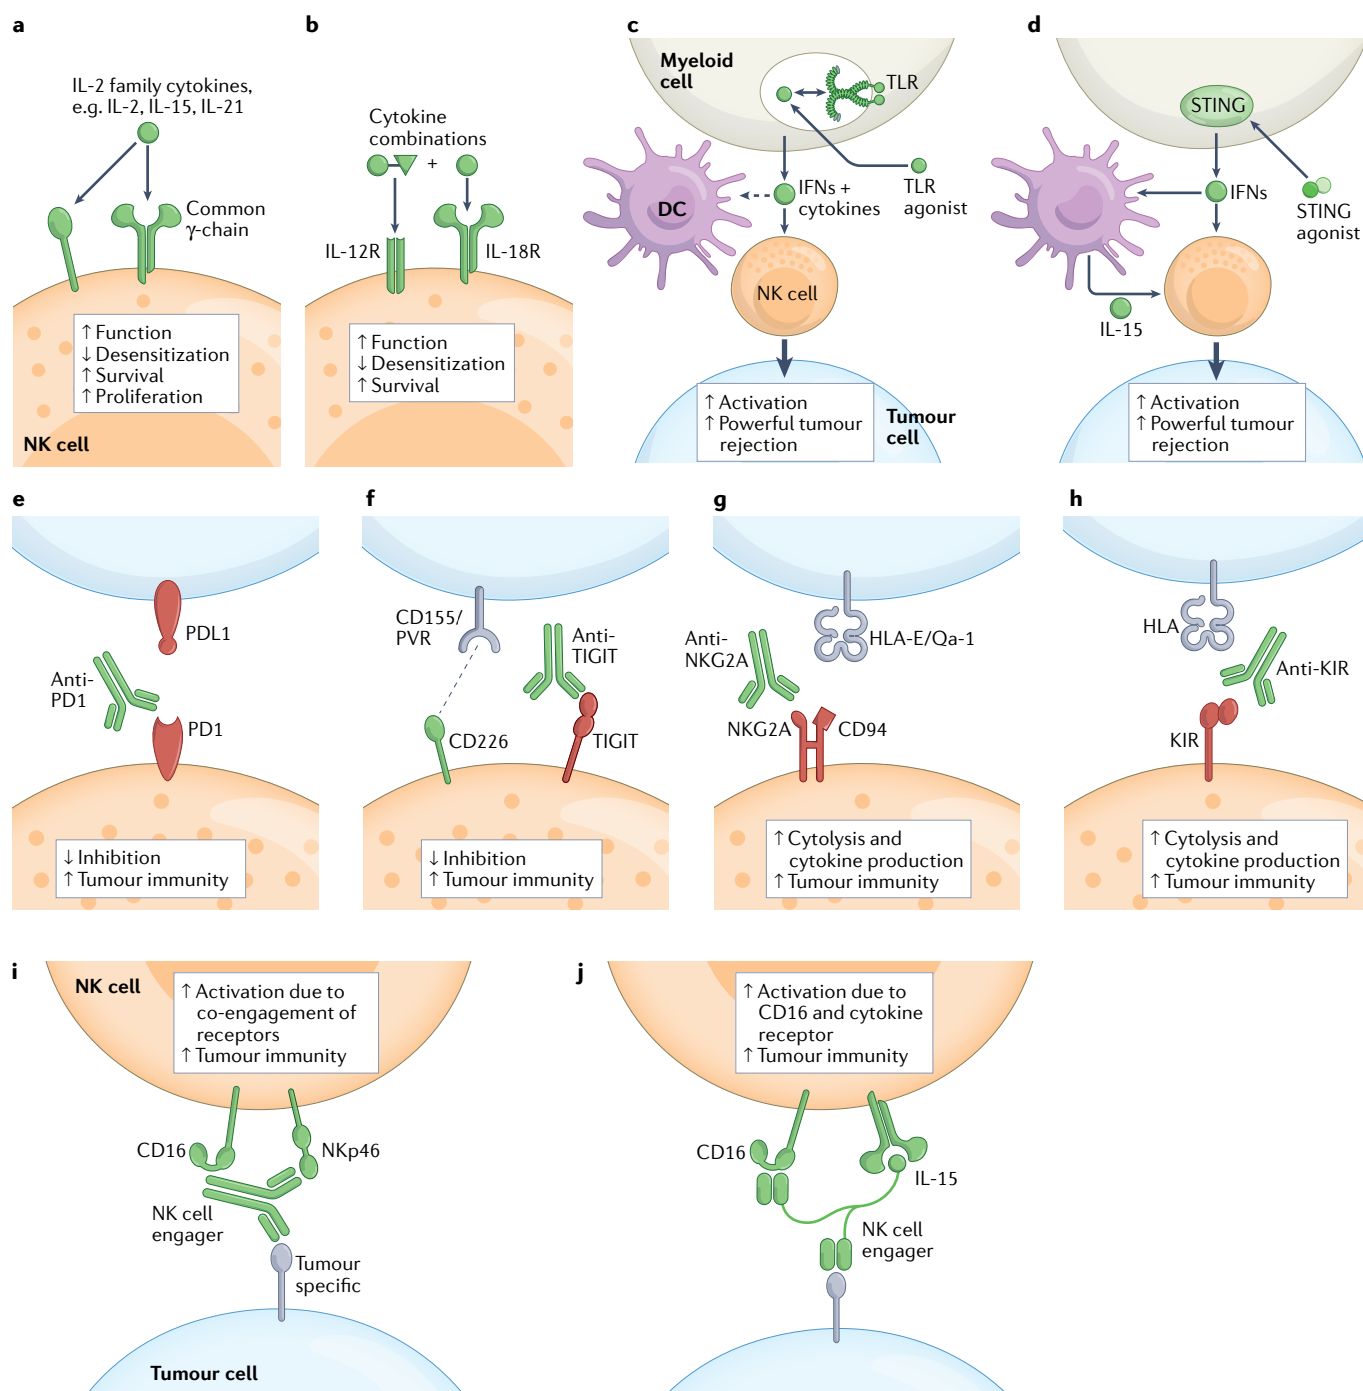 a
IL-2 family cytokines,
e.g. IL-2, IL-15, IL-21
Common
γ-chain
↑ Function
↓ Desensitization
↑ Survival
↑ Proliferation
NK cell
b
Cytokine
combinations
+
IL-12R
IL-18R
↑ Function
↓ Desensitization
↑ Survival
c
Myeloid
cell
TLR
DC
IFNs +
cytokines
TLR
agonist
NK cell
↑ Activation
↑ Powerful tumour
rejection
Tumour
cell
d
STING
IFNs
STING
agonist
IL-15
↑ Activation
↑ Powerful tumour
rejection
e
PDL1
Anti-
PD1
PD1
↓ Inhibition
↑ Tumour immunity
f
CD155/
PVR
Anti-
TIGIT
CD226
TIGIT
↓ Inhibition
↑ Tumour immunity
g
Anti-
NKG2A
HLA-E/Qa-1
NKG2A
CD94
↑ Cytolysis and
cytokine production
↑ Tumour immunity
h
HLA
Anti-KIR
KIR
↑ Cytolysis and
cytokine production
↑ Tumour immunity
i
NK cell
↑ Activation due to
co-engagement of
receptors
↑ Tumour immunity
CD16
NKp46
NK cell
engager
Tumour
specific
Tumour cell
j
↑ Activation due to
CD16 and cytokine
receptor
↑ Tumour immunity
CD16
IL-15
NK cell
engager